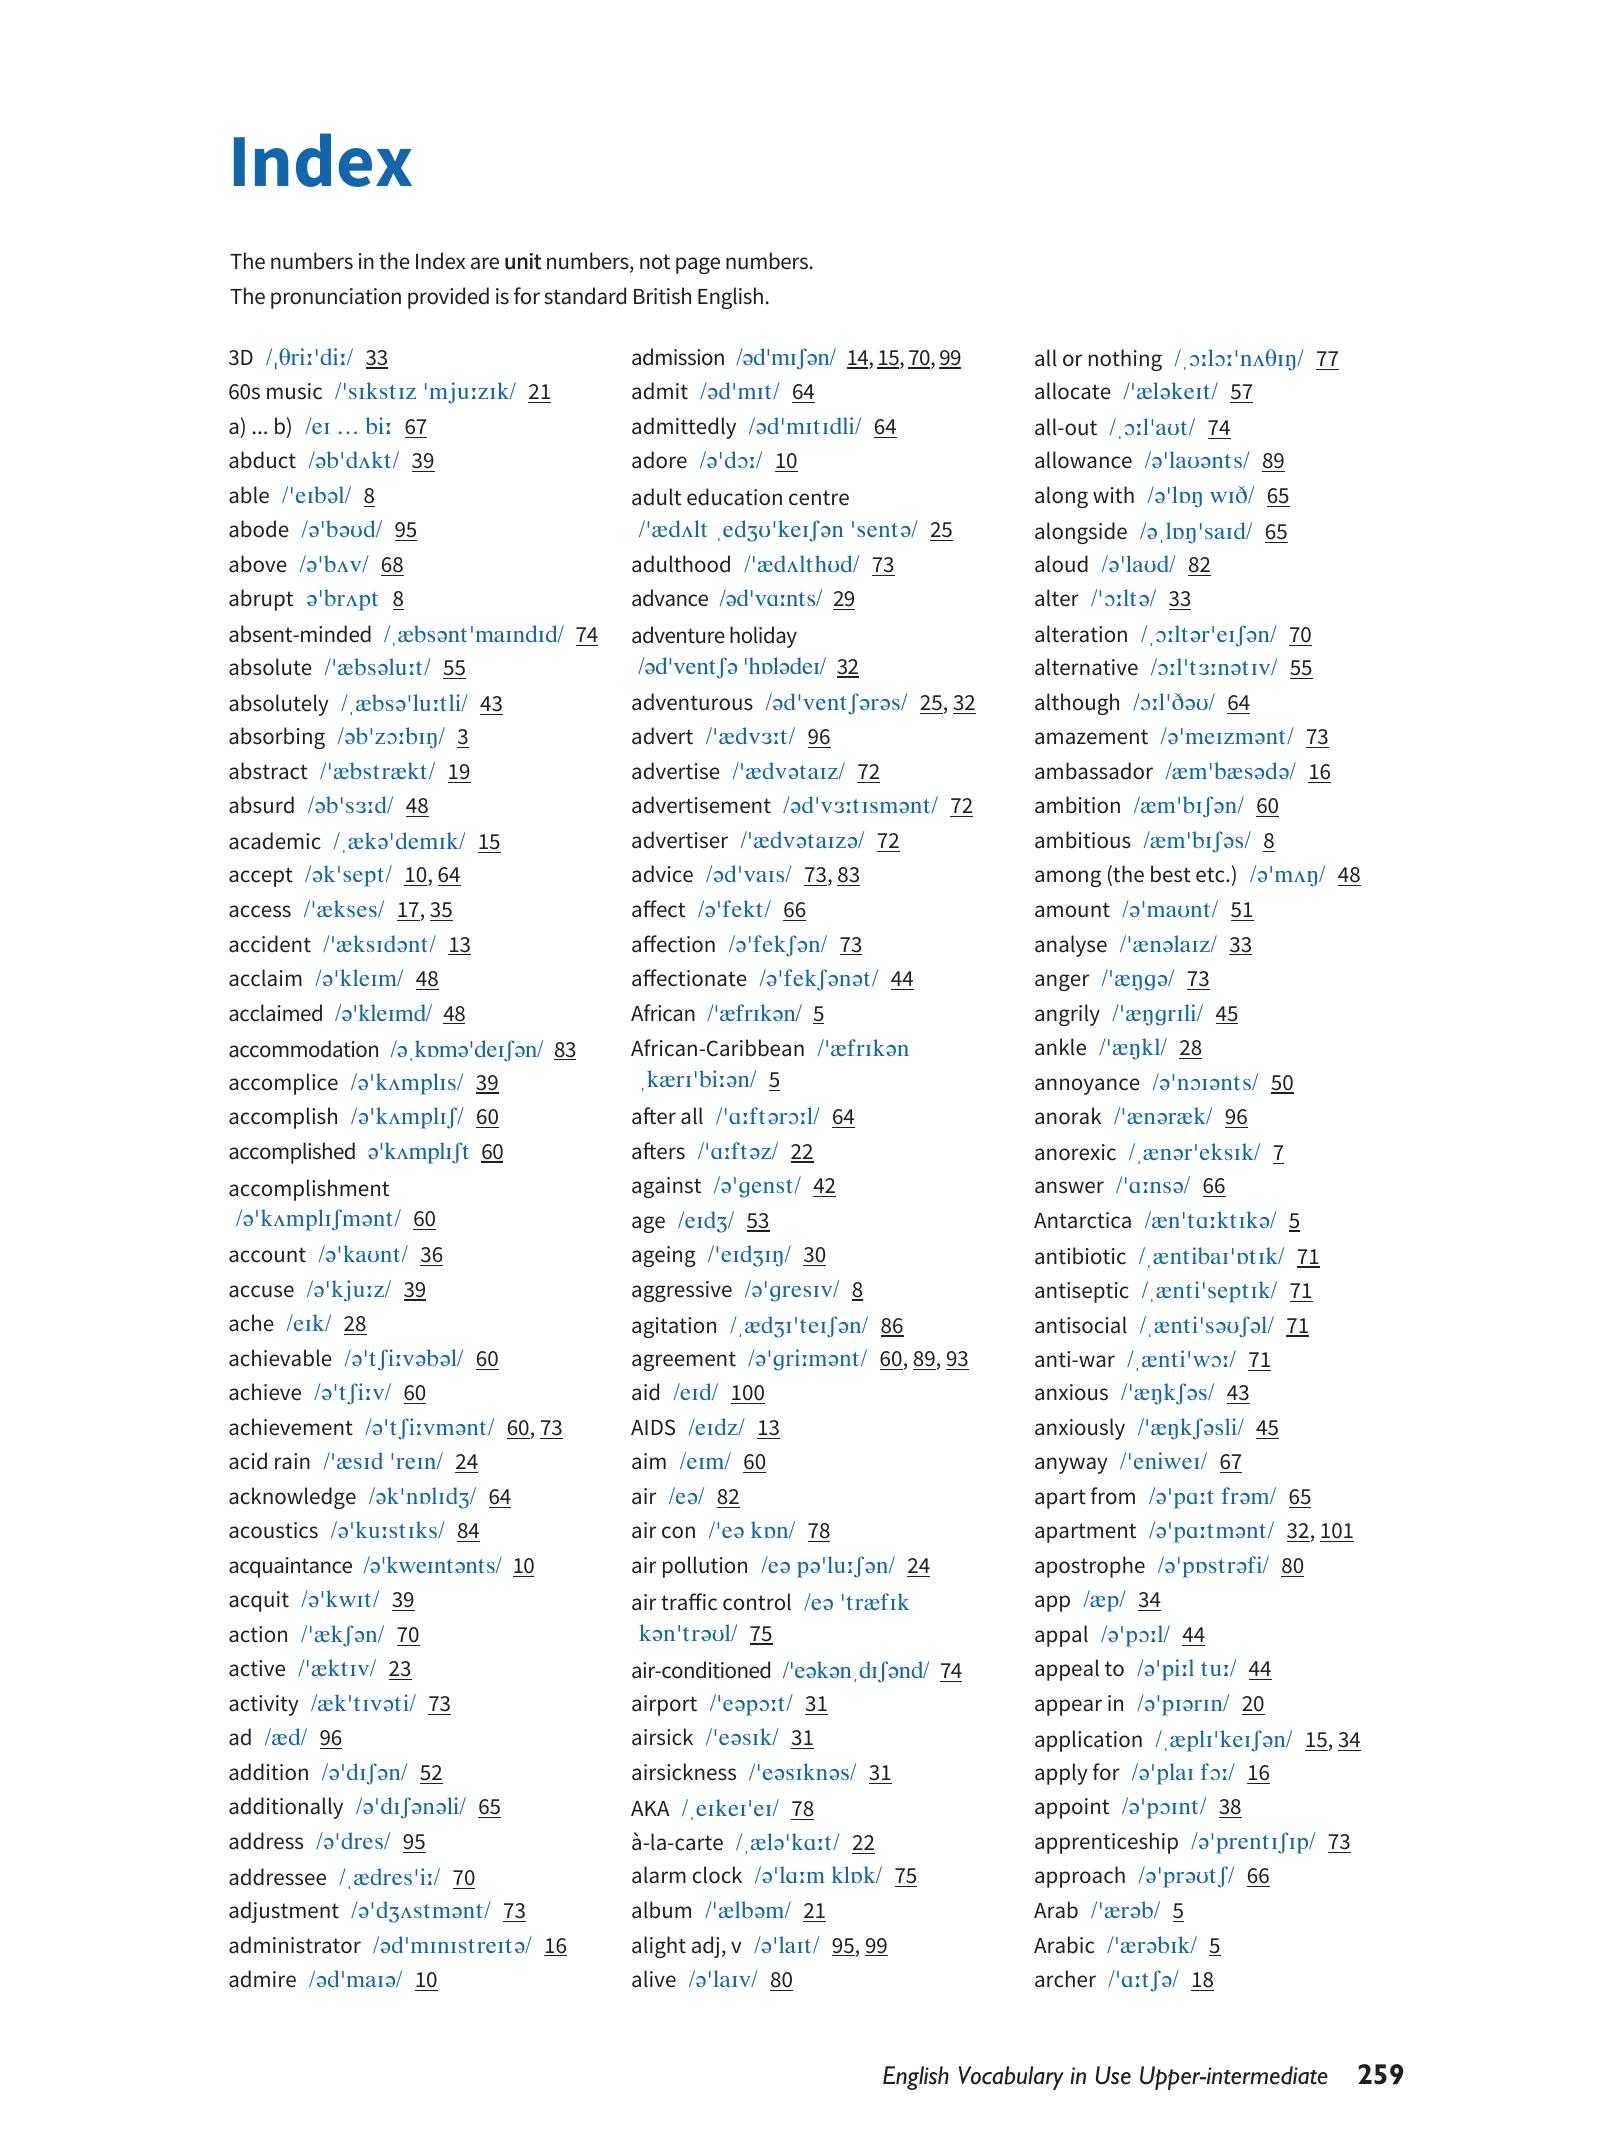 Index
The numbers in the Index are unit numbers, not page numbers.
The pronunciation provided is for standard British English.
3D /ˌθriːˈdiː/ 33
60s music /ˈsɪkstɪz ˈmjuːzɪk/ 21
a) ... b) /eɪ … biː 67
abduct /əbˈdʌkt/ 39
able /ˈeɪbəl/ 8
abode /əˈbəʊd/ 95
above /əˈbʌv/ 68
abrupt əˈbrʌpt 8
absent-minded /ˌæbsəntˈmaɪndɪd/ 74
absolute /ˈæbsəluːt/ 55
absolutely /ˌæbsəˈluːtli/ 43
absorbing /əbˈzɔːbɪŋ/ 3
abstract /ˈæbstrækt/ 19
absurd /əbˈsɜːd/ 48
academic /ˌækəˈdemɪk/ 15
accept /əkˈsept/ 10, 64
access /ˈækses/ 17, 35
accident /ˈæksɪdənt/ 13
acclaim /əˈkleɪm/ 48
acclaimed /əˈkleɪmd/ 48
accommodation /əˌkɒməˈdeɪʃən/ 83
accomplice /əˈkʌmplɪs/ 39
accomplish /əˈkʌmplɪʃ/ 60
accomplished əˈkʌmplɪʃt 60
accomplishment
/əˈkʌmplɪʃmənt/ 60
account /əˈkaʊnt/ 36
accuse /əˈkjuːz/ 39
ache /eɪk/ 28
achievable /əˈtʃiːvəbəl/ 60
achieve /əˈtʃiːv/ 60
achievement /əˈtʃiːvmənt/ 60, 73
acid rain /ˈæsɪd ˈreɪn/ 24
acknowledge /əkˈnɒlɪdʒ/ 64
acoustics /əˈkuːstɪks/ 84
acquaintance /əˈkweɪntənts/ 10
acquit /əˈkwɪt/ 39
action /ˈækʃən/ 70
active /ˈæktɪv/ 23
activity /ækˈtɪvəti/ 73
ad /æd/ 96
addition /əˈdɪʃən/ 52
additionally /əˈdɪʃənəli/ 65
address /əˈdres/ 95
addressee /ˌædresˈiː/ 70
adjustment /əˈdʒʌstmənt/ 73
administrator /ədˈmɪnɪstreɪtə/ 16
admire /ədˈmaɪə/ 10
admission /ədˈmɪʃən/ 14, 15, 70, 99
admit /ədˈmɪt/ 64
admittedly /ədˈmɪtɪdli/ 64
adore /əˈdɔː/ 10
adult education centre
/ˈædʌlt ˌedʒʊˈkeɪʃən ˈsentə/ 25
adulthood /ˈædʌlthʊd/ 73
advance /ədˈvɑːnts/ 29
adventure holiday
/ədˈventʃə ˈhɒlədeɪ/ 32
adventurous /ədˈventʃərəs/ 25, 32
advert /ˈædvɜːt/ 96
advertise /ˈædvətaɪz/ 72
advertisement /ədˈvɜːtɪsmənt/ 72
advertiser /ˈædvətaɪzə/ 72
advice /ədˈvaɪs/ 73, 83
affect /əˈfekt/ 66
affection /əˈfekʃən/ 73
affectionate /əˈfekʃənət/ 44
African /ˈæfrɪkən/ 5
African-Caribbean /ˈæfrɪkən
ˌkærɪˈbiːən/ 5
after all /ˈɑːftərɔːl/ 64
afters /ˈɑːftəz/ 22
against /əˈɡenst/ 42
age /eɪdʒ/ 53
ageing /ˈeɪdʒɪŋ/ 30
aggressive /əˈɡresɪv/ 8
agitation /ˌædʒɪˈteɪʃən/ 86
agreement /əˈɡriːmənt/ 60, 89, 93
aid /eɪd/ 100
AIDS /eɪdz/ 13
aim /eɪm/ 60
air /eə/ 82
air con /ˈeə kɒn/ 78
air pollution /eə pəˈluːʃən/ 24
air traffic control /eə ˈtræfɪk
kənˈtrəʊl/ 75
air-conditioned /ˈeəkənˌdɪʃənd/ 74
airport /ˈeəpɔːt/ 31
airsick /ˈeəsɪk/ 31
airsickness /ˈeəsɪknəs/ 31
AKA /ˌeɪkeɪˈeɪ/ 78
à-la-carte /ˌæləˈkɑːt/ 22
alarm clock /əˈlɑːm klɒk/ 75
album /ˈælbəm/ 21
alight adj, v /əˈlaɪt/ 95, 99
alive /əˈlaɪv/ 80
all or nothing /ˌɔːlɔːˈnʌθɪŋ/ 77
allocate /ˈæləkeɪt/ 57
all-out /ˌɔːlˈaʊt/ 74
allowance /əˈlaʊənts/ 89
along with /əˈlɒŋ wɪð/ 65
alongside /əˌlɒŋˈsaɪd/ 65
aloud /əˈlaʊd/ 82
alter /ˈɔːltə/ 33
alteration /ˌɔːltərˈeɪʃən/ 70
alternative /ɔːlˈtɜːnətɪv/ 55
although /ɔːlˈðəʊ/ 64
amazement /əˈmeɪzmənt/ 73
ambassador /æmˈbæsədə/ 16
ambition /æmˈbɪʃən/ 60
ambitious /æmˈbɪʃəs/ 8
among (the best etc.) /əˈmʌŋ/ 48
amount /əˈmaʊnt/ 51
analyse /ˈænəlaɪz/ 33
anger /ˈæŋɡə/ 73
angrily /ˈæŋɡrɪli/ 45
ankle /ˈæŋkl/ 28
annoyance /əˈnɔɪənts/ 50
anorak /ˈænəræk/ 96
anorexic /ˌænərˈeksɪk/ 7
answer /ˈɑːnsə/ 66
Antarctica /ænˈtɑːktɪkə/ 5
antibiotic /ˌæntibaɪˈɒtɪk/ 71
antiseptic /ˌæntiˈseptɪk/ 71
antisocial /ˌæntiˈsəʊʃəl/ 71
anti-war /ˌæntiˈwɔː/ 71
anxious /ˈæŋkʃəs/ 43
anxiously /ˈæŋkʃəsli/ 45
anyway /ˈeniweɪ/ 67
apart from /əˈpɑːt frəm/ 65
apartment /əˈpɑːtmənt/ 32, 101
apostrophe /əˈpɒstrəfi/ 80
app /æp/ 34
appal /əˈpɔːl/ 44
appeal to /əˈpiːl tuː/ 44
appear in /əˈpɪərɪn/ 20
application /ˌæplɪˈkeɪʃən/ 15, 34
apply for /əˈplaɪ fɔː/ 16
appoint /əˈpɔɪnt/ 38
apprenticeship /əˈprentɪʃɪp/ 73
approach /əˈprəʊtʃ/ 66
Arab /ˈærəb/ 5
Arabic /ˈærəbɪk/ 5
archer /ˈɑːtʃə/ 18
English Vocabulary in Use Upper-intermediate 259